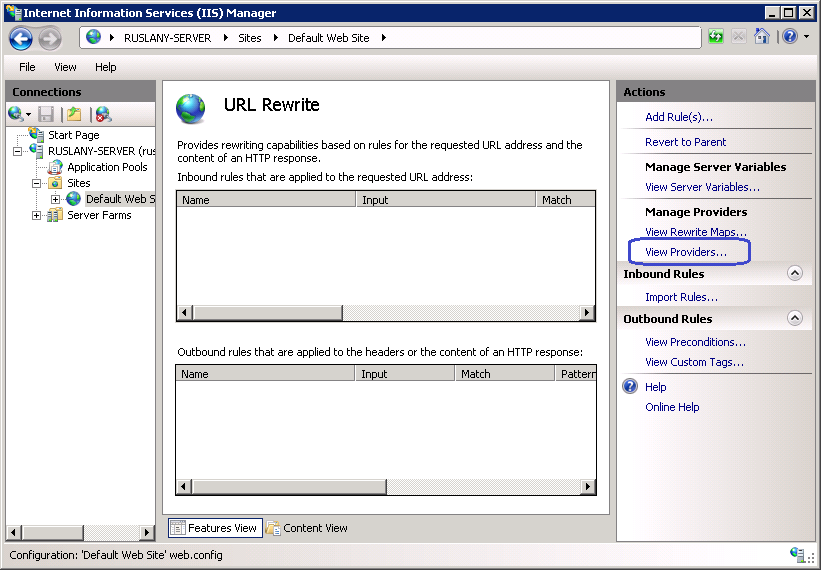 Internet Information Services (IIS) Manager
RUSLANY-SERVER Sites Default Web Site
File View Help
Connections
Start Page
RUSLANY-SERVER (rus
Application Pools
Sites
Default Web S
Server Farms
URL Rewrite
Provides rewriting capabilities based on rules for the requested URL address and the
content of an HTTP response.
Inbound rules that are applied to the requested URL address:
Name Input Match
Outbound rules that are applied to the headers or the content of an HTTP response:
Name Input Match Pattern
Features View Content View
Actions
Add Rule(s)...
Revert to Parent
Manage Server Variables
View Server Variables...
Manage Providers
View Rewrite Maps...
View Providers...
Inbound Rules
Import Rules...
Outbound Rules
View Preconditions...
View Custom Tags...
Help
Online Help
Configuration: 'Default Web Site' web.config